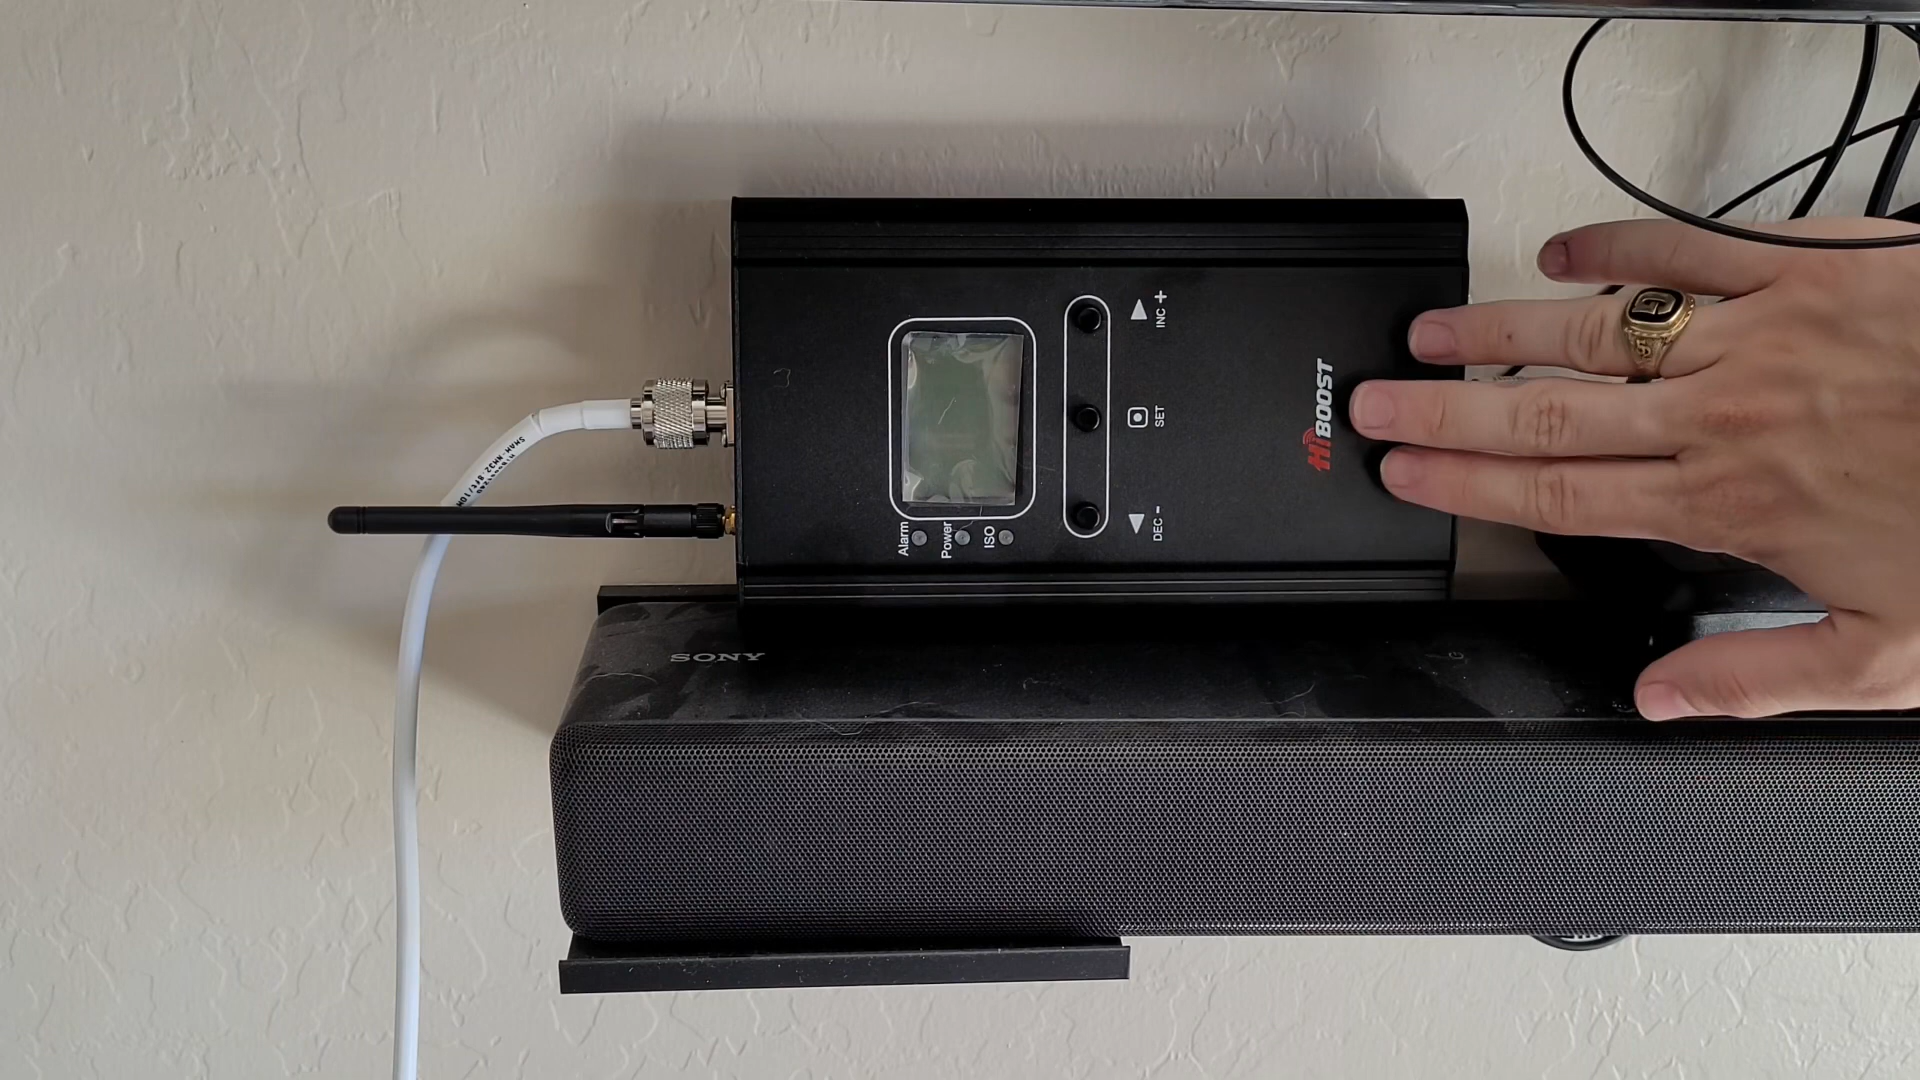 HiBOOST
INC +
SET
DEC -
Alarm
Power
ISO
SONY
G